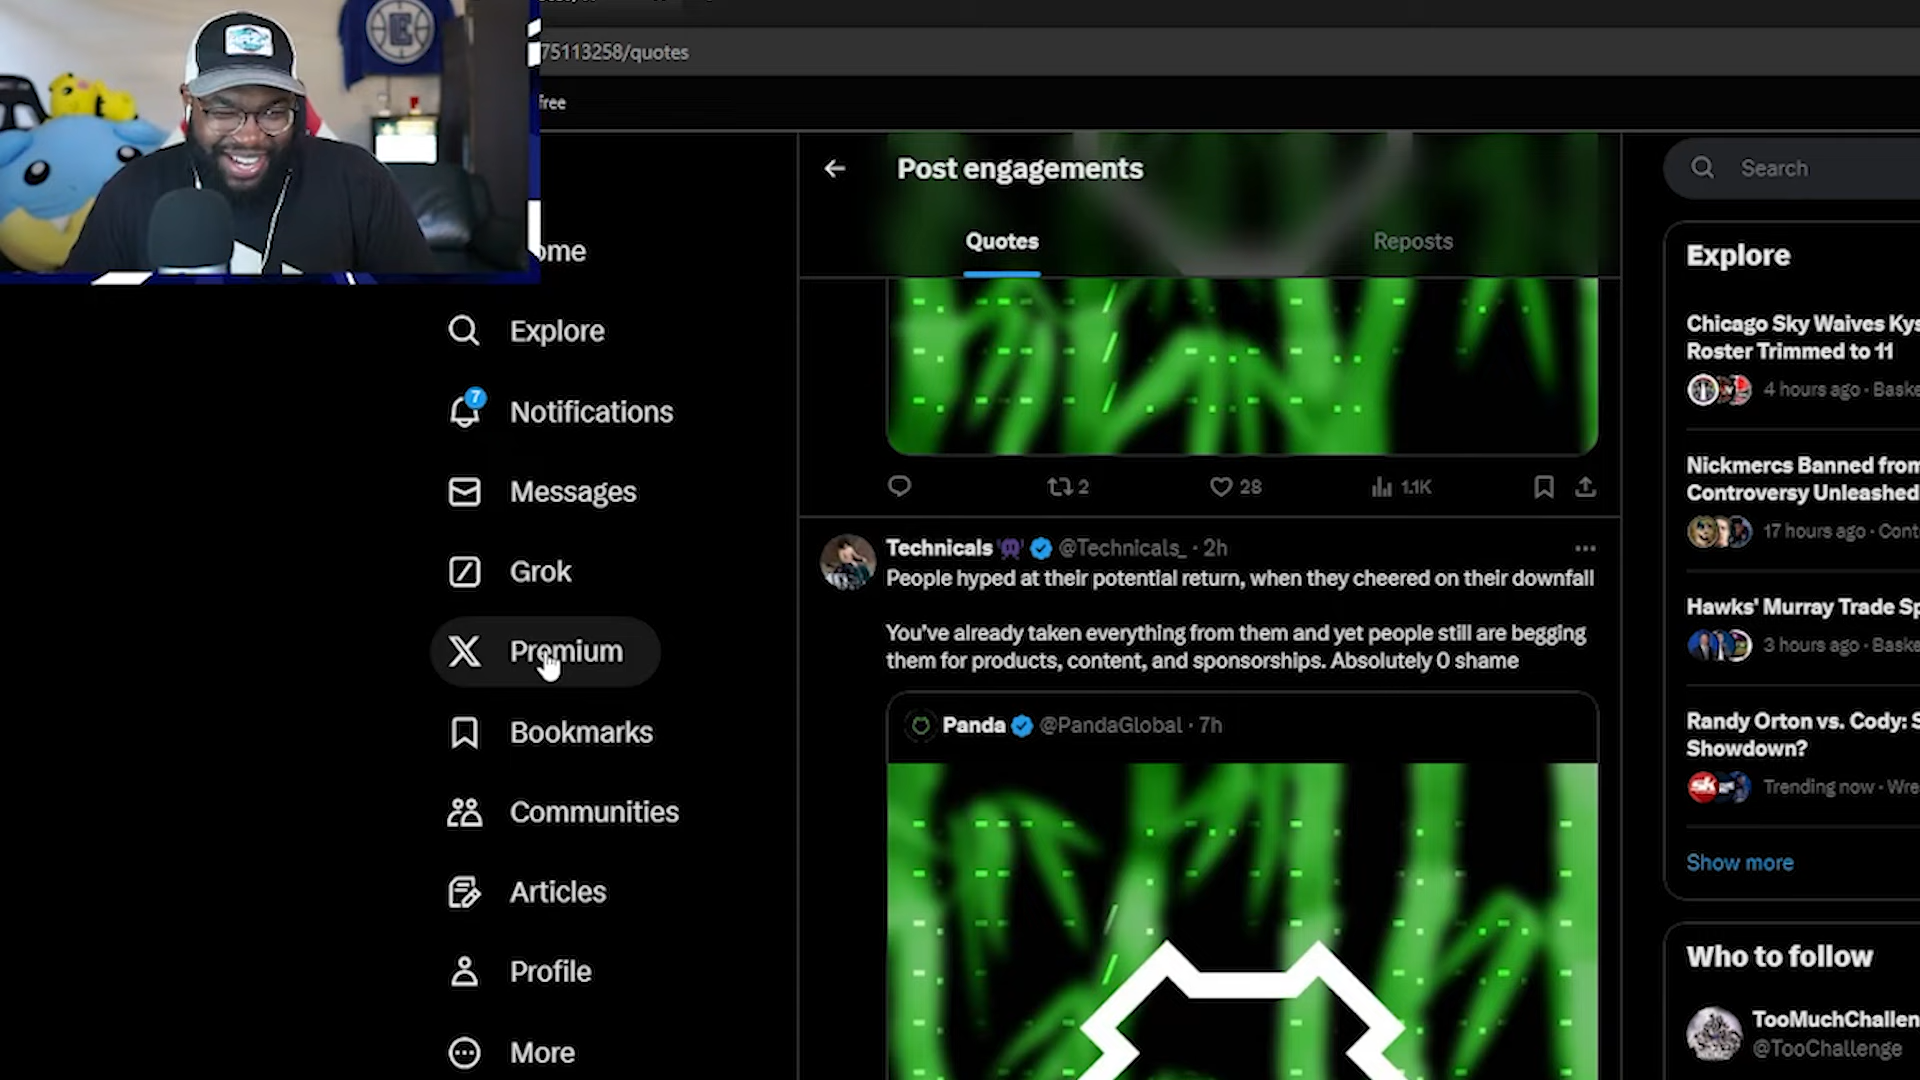 75113258/quotes
free
ome
Explore
7
Notifications
Messages
Grok
Premium
Bookmarks
Communities
Articles
Profile
More
Post engagements
Quotes
Reposts
2
28
1.1K
Technicals @Technicals_ · 2h
People hyped at their potential return, when they cheered on their downfall
You've already taken everything from them and yet people still are begging
them for products, content, and sponsorships. Absolutely 0 shame
Panda @PandaGlobal · 7h
Search
Explore
Chicago Sky Waives Kys
Roster Trimmed to 11
4 hours ago · Baske
Nickmercs Banned from
Controversy Unleashed
17 hours ago · Cont
Hawks' Murray Trade Sp
3 hours ago · Baske
Randy Orton vs. Cody: S
Showdown?
Trending now · Wre
Show more
Who to follow
TooMuchChallen
@TooChallenge